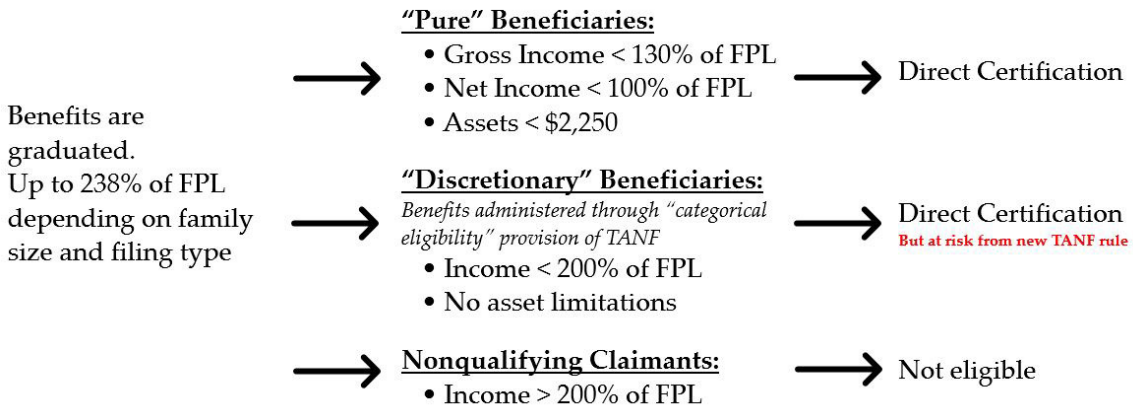 Benefits are
graduated.
Up to 238% of FPL
depending on family
size and filing type
“Pure” Beneficiaries:
• Gross Income < 130% of FPL
• Net Income < 100% of FPL
• Assets < $2,250
Direct Certification
“Discretionary” Beneficiaries:
Benefits administered through “categorical
eligibility” provision of TANF
• Income < 200% of FPL
• No asset limitations
Direct Certification
But at risk from new TANF rule
Nonqualifying Claimants:
• Income > 200% of FPL
Not eligible